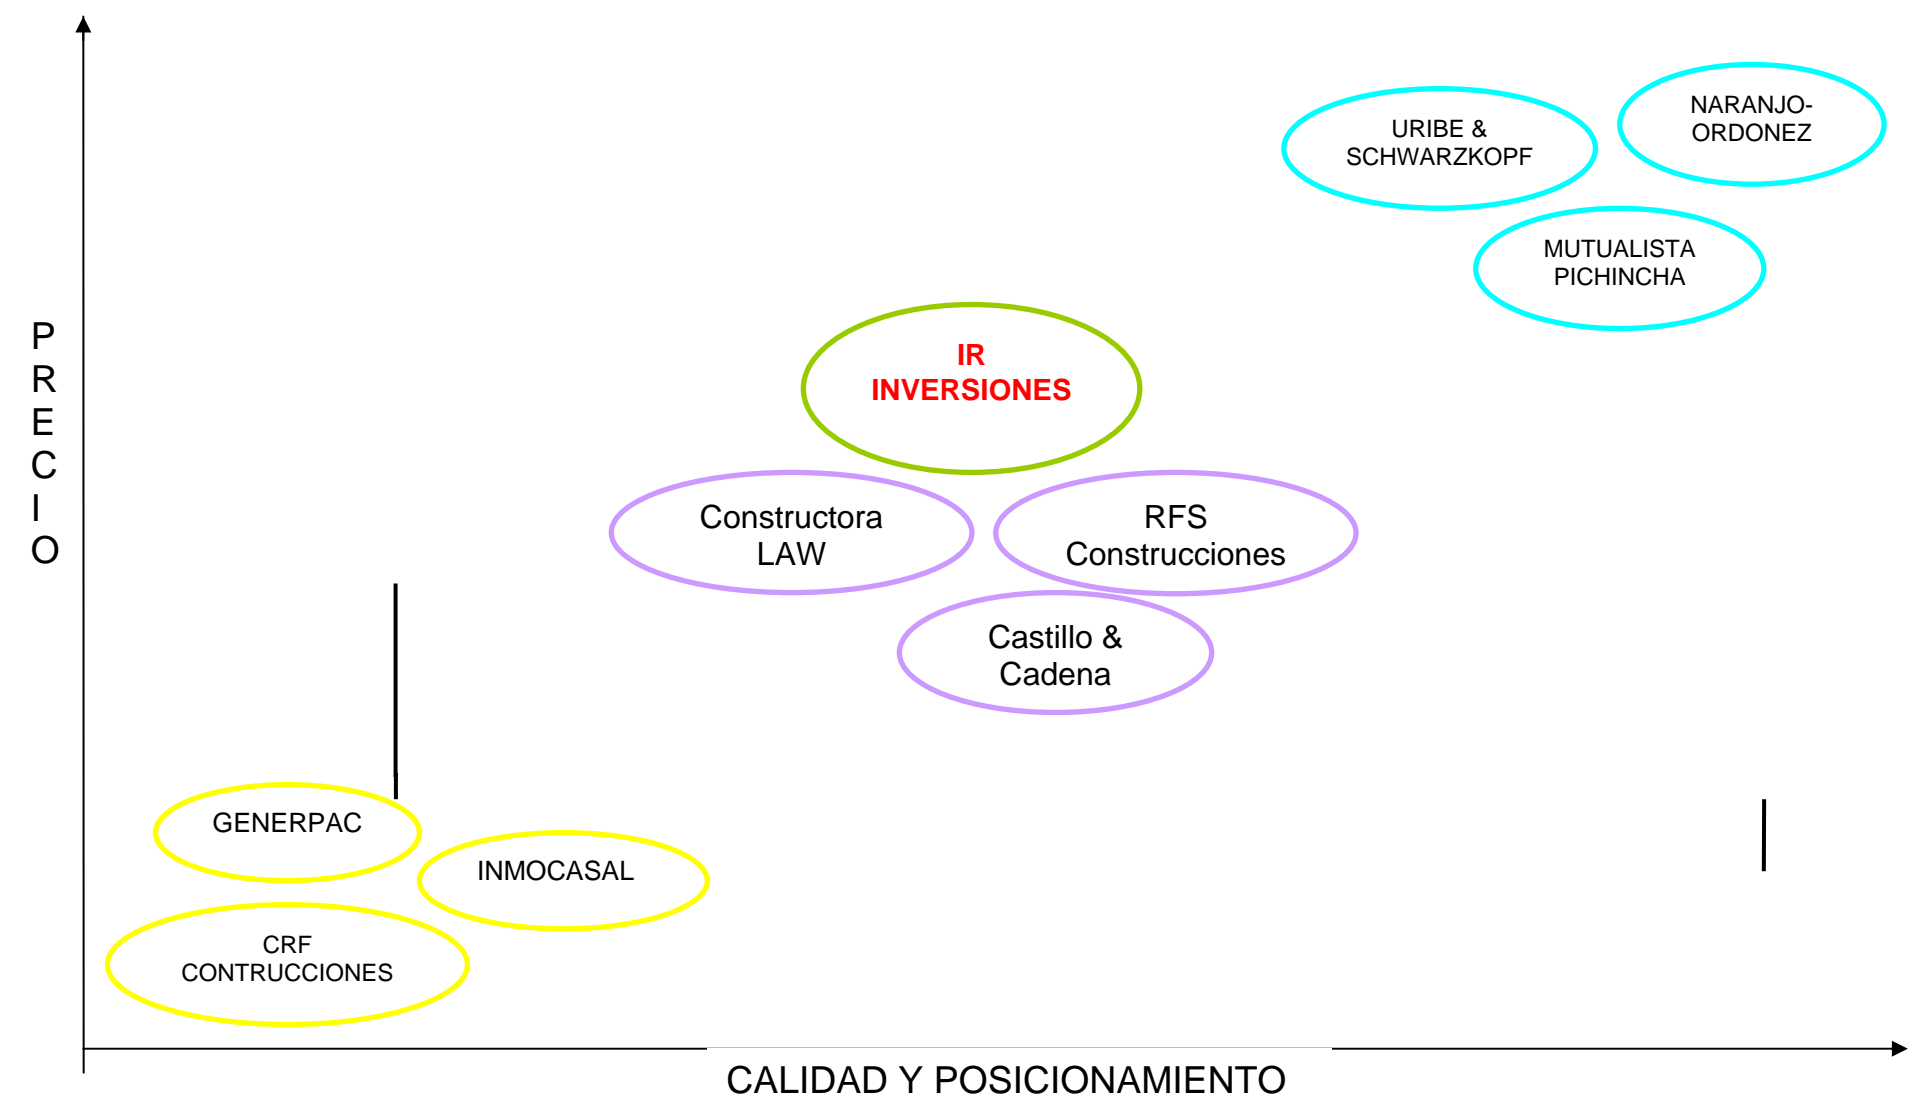 NARANJO-
ORDONEZ
URIBE &
SCHWARZKOPF
MUTUALISTA
PICHINCHA
P
R
E
C
I
O
IR
INVERSIONES
Constructora
LAW
RFS
Construcciones
Castillo &
Cadena
GENERPAC
INMOCASAL
CRF
CONTRUCCIONES
CALIDAD Y POSICIONAMIENTO